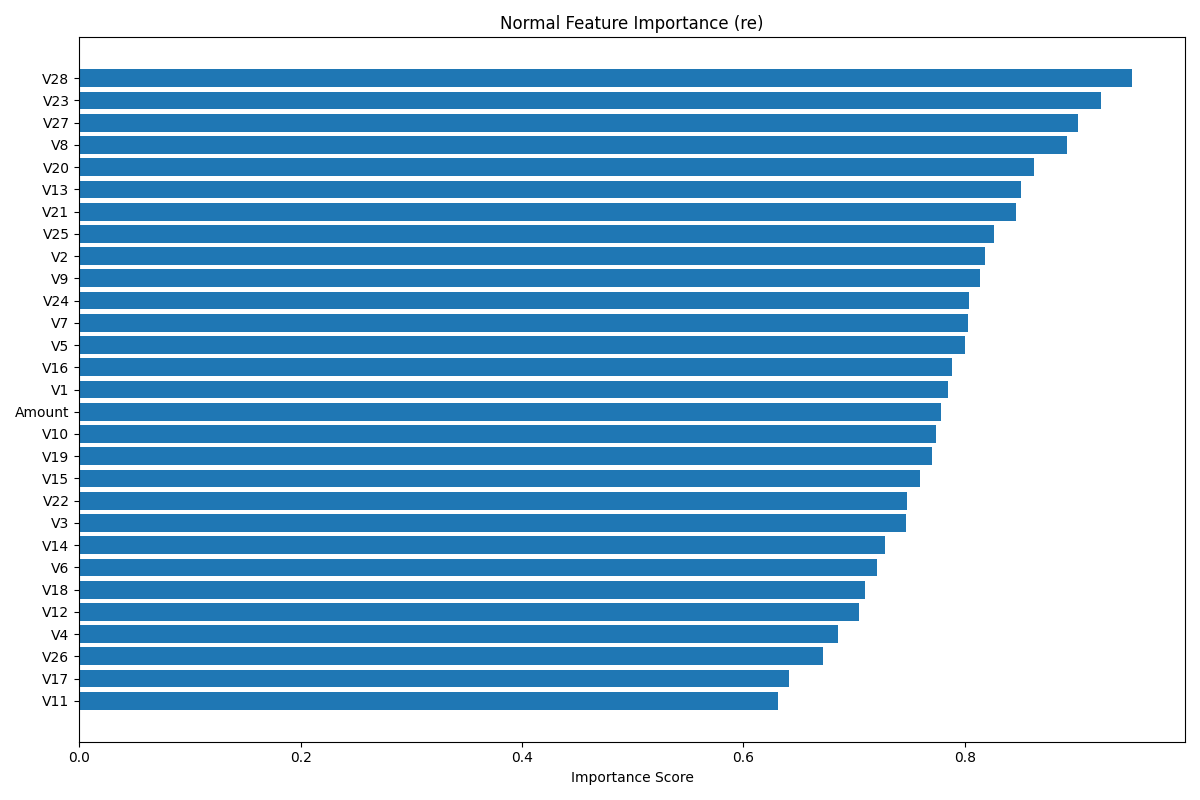 Normal Feature Importance (re)
V28
V23
V27
V8
V20
V13
V21
V25
V2
V9
V24
V7
V5
V16
V1
Amount
V10
V19
V15
V22
V3
V14
V6
V18
V12
V4
V26
V17
V11
0.0 0.2 0.4 0.6 0.8
Importance Score